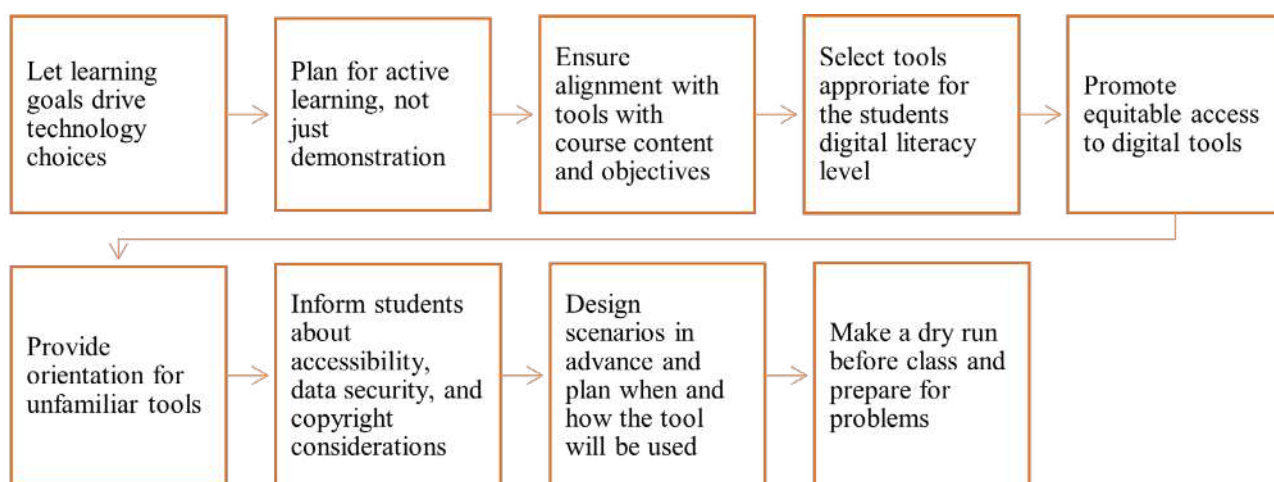 Let learning
goals drive
technology
choices
Plan for active
learning, not
just
demonstration
Ensure
alignment with
tools with
course content
and objectives
Select tools
approriate for
the students
digital literacy
level
Promote
equitable access
to digital tools
Provide
orientation for
unfamiliar tools
Inform students
about
accessibility,
data security, and
copyright
considerations
Design
scenarios in
advance and
plan when and
how the tool
will be used
Make a dry run
before class and
prepare for
problems